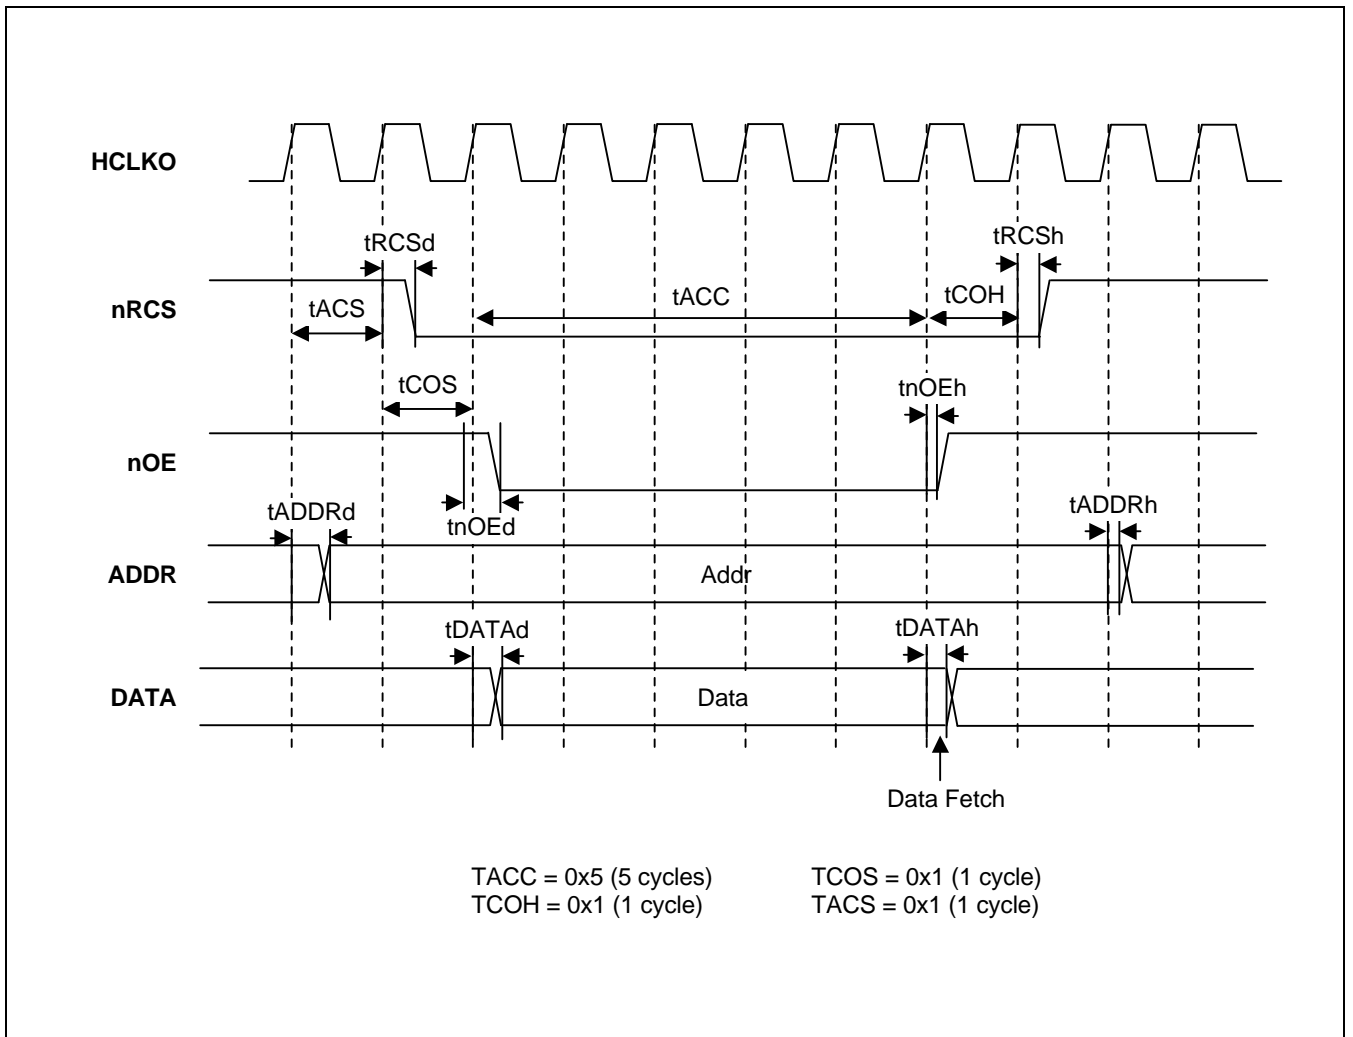 HCLKO
tRCSd
tRCSh
nRCS
tACS
tACC
tCOH
tCOS
tnOEh
nOE
tADDRd
tnOEd
tADDRh
ADDR
Addr
tDATAd
tDATAh
DATA
Data
Data Fetch
TACC = 0x5 (5 cycles)
TCOS = 0x1 (1 cycle)
TCOH = 0x1 (1 cycle)
TACS = 0x1 (1 cycle)